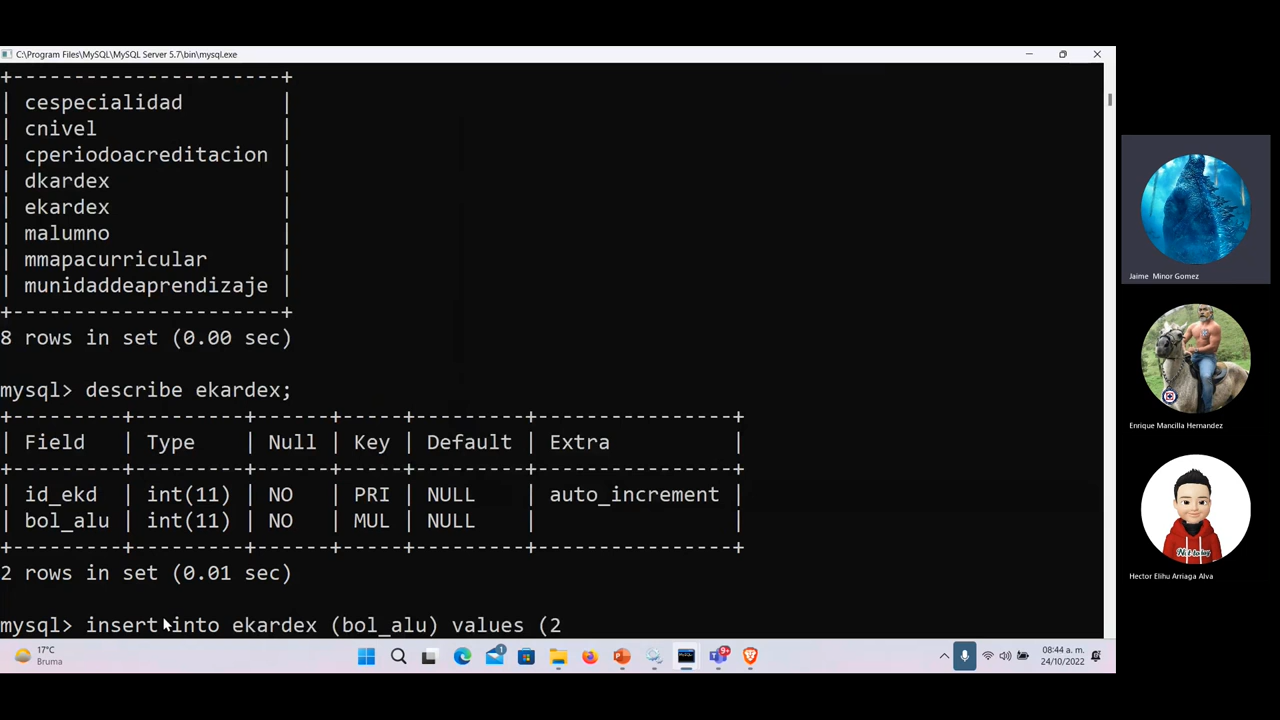 C:\Program Files\MySQL\MySQL Server 5.7\bin\mysql.exe
+----------------------+
| cespecialidad        |
| cnivel               |
| cperiodoacreditacion |
| dkardex              |
| ekardex              |
| malumno              |
| mmapacurricular      |
| munidaddeaprendizaje |
+----------------------+
8 rows in set (0.00 sec)
mysql> describe ekardex;
+---------+---------+------+-----+---------+----------------+
| Field   | Type    | Null | Key | Default | Extra          |
+---------+---------+------+-----+---------+----------------+
| id_ekd  | int(11) | NO   | PRI | NULL    | auto_increment |
| bol_alu | int(11) | NO   | MUL | NULL    |                |
+---------+---------+------+-----+---------+----------------+
2 rows in set (0.01 sec)
mysql> insert into ekardex (bol_alu) values (2
Jaime Minor Gomez
Enrique Mancilla Hernandez
Not today
Hector Elihu Arriaga Alva
17°C
Bruma
1
9+
08:44 a. m.
24/10/2022